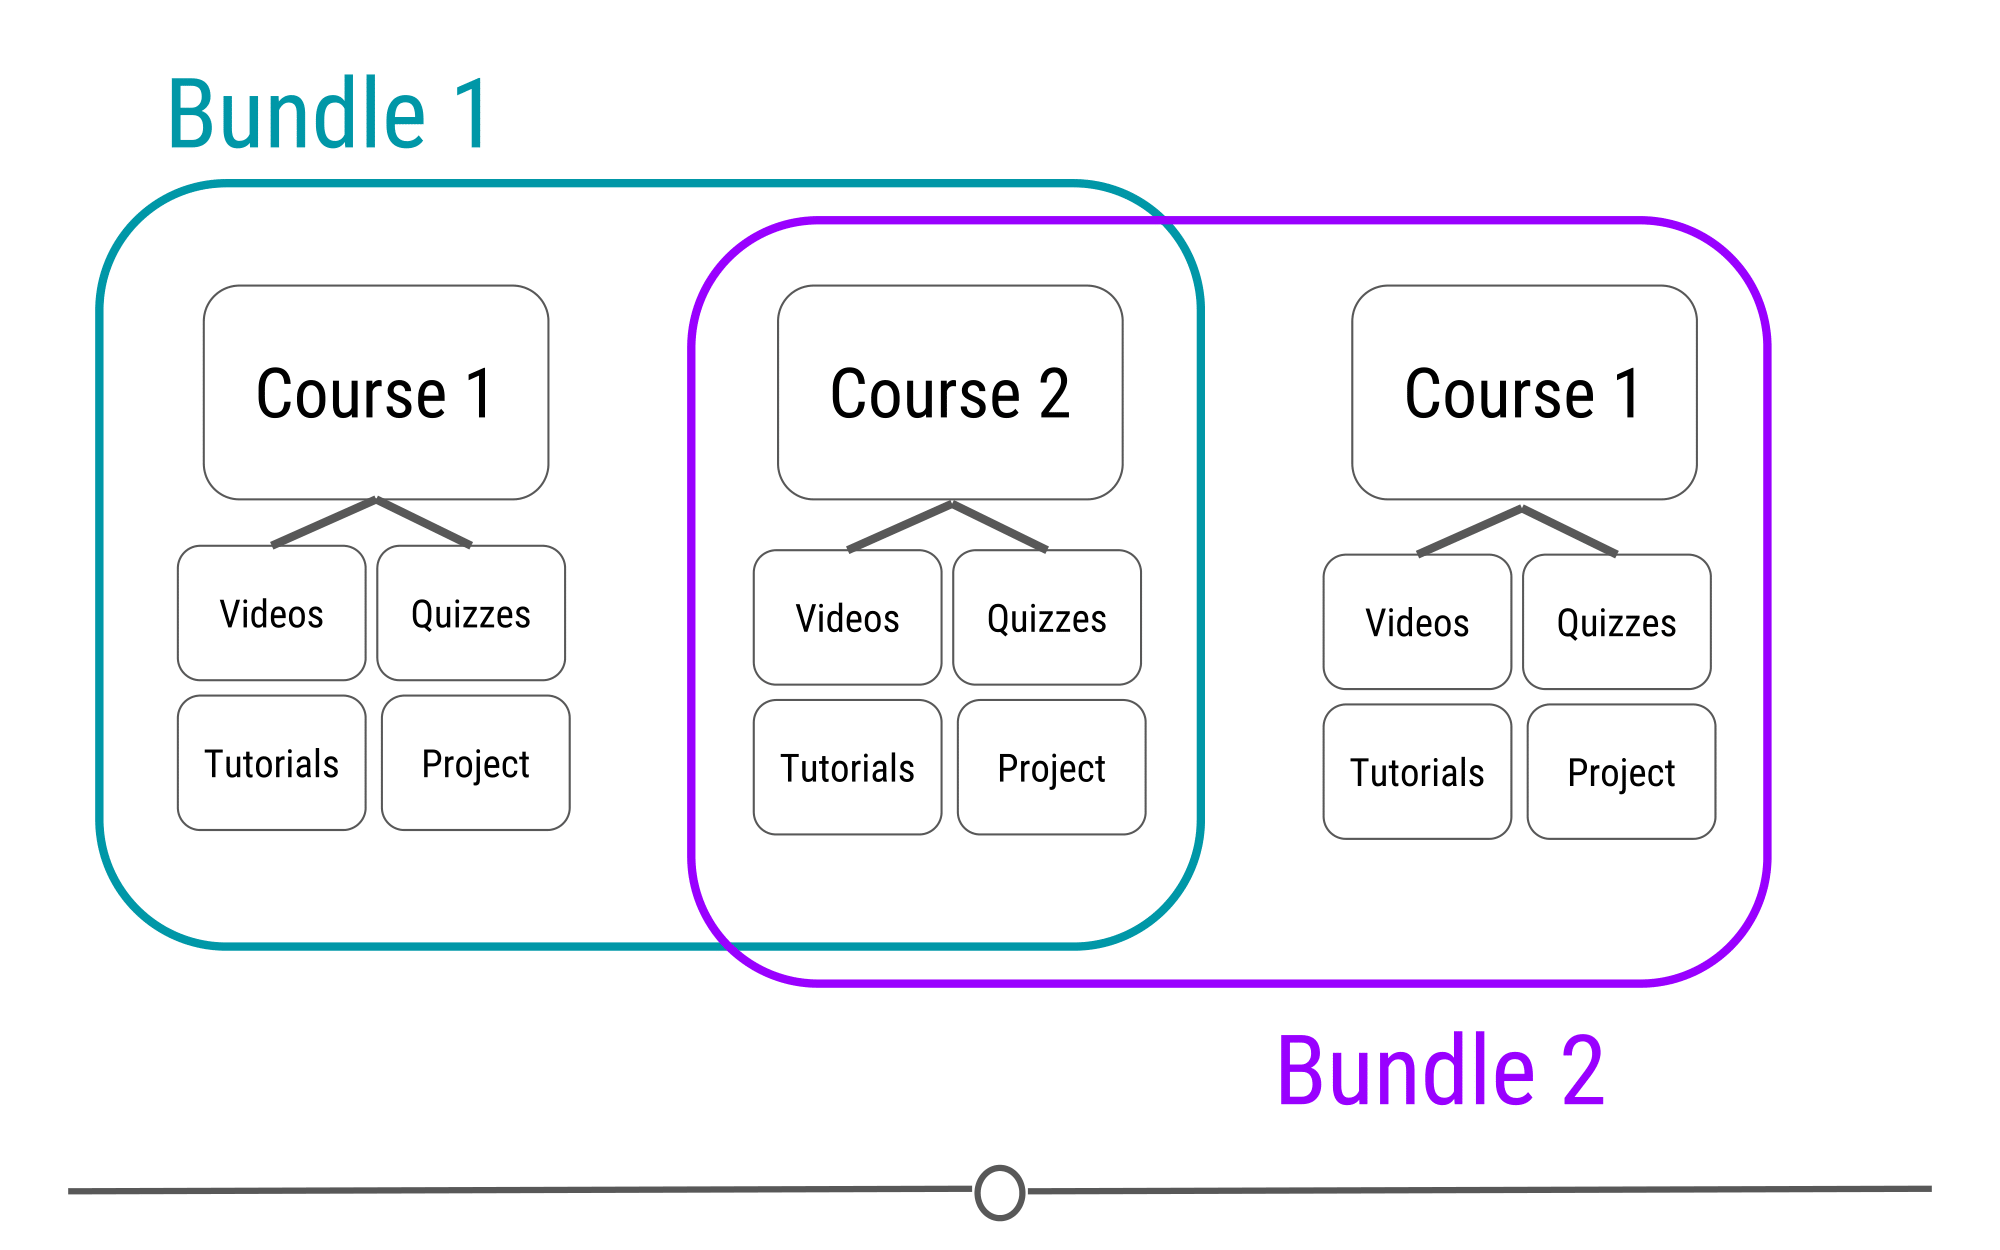 Bundle 1
Course 1
Course 2
Course 1
Videos
Quizzes
Videos
Quizzes
Videos
Quizzes
Tutorials
Project
Tutorials
Project
Tutorials
Project
Bundle 2